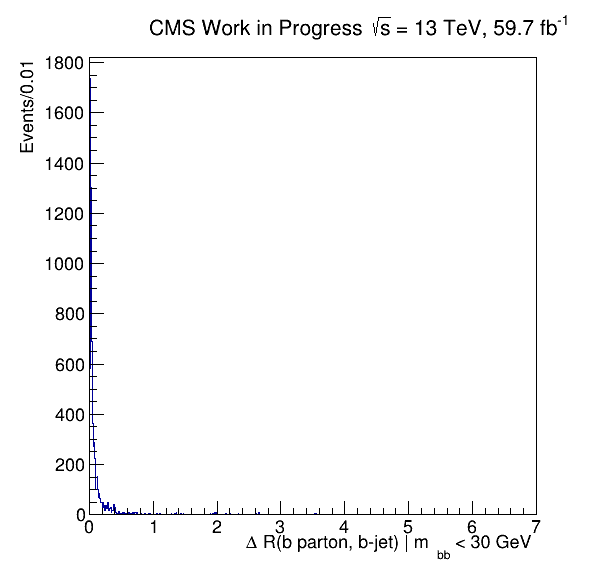 CMS Work in Progress √s = 13 TeV, 59.7 fb⁻¹
Events/0.01
1800
1600
1400
1200
1000
800
600
400
200
0
0 1 2 3 4 5 6 7
Δ R(b parton, b-jet) | m_bb < 30 GeV